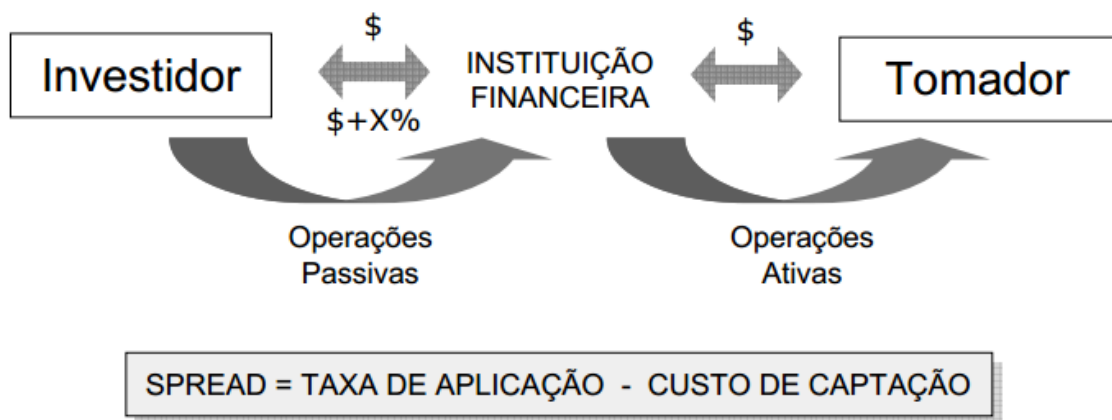 $
$
Investidor
INSTITUIÇÃO
FINANCEIRA
Tomador
$+X%
Operações
Passivas
Operações
Ativas
SPREAD = TAXA DE APLICAÇÃO - CUSTO DE CAPTAÇÃO